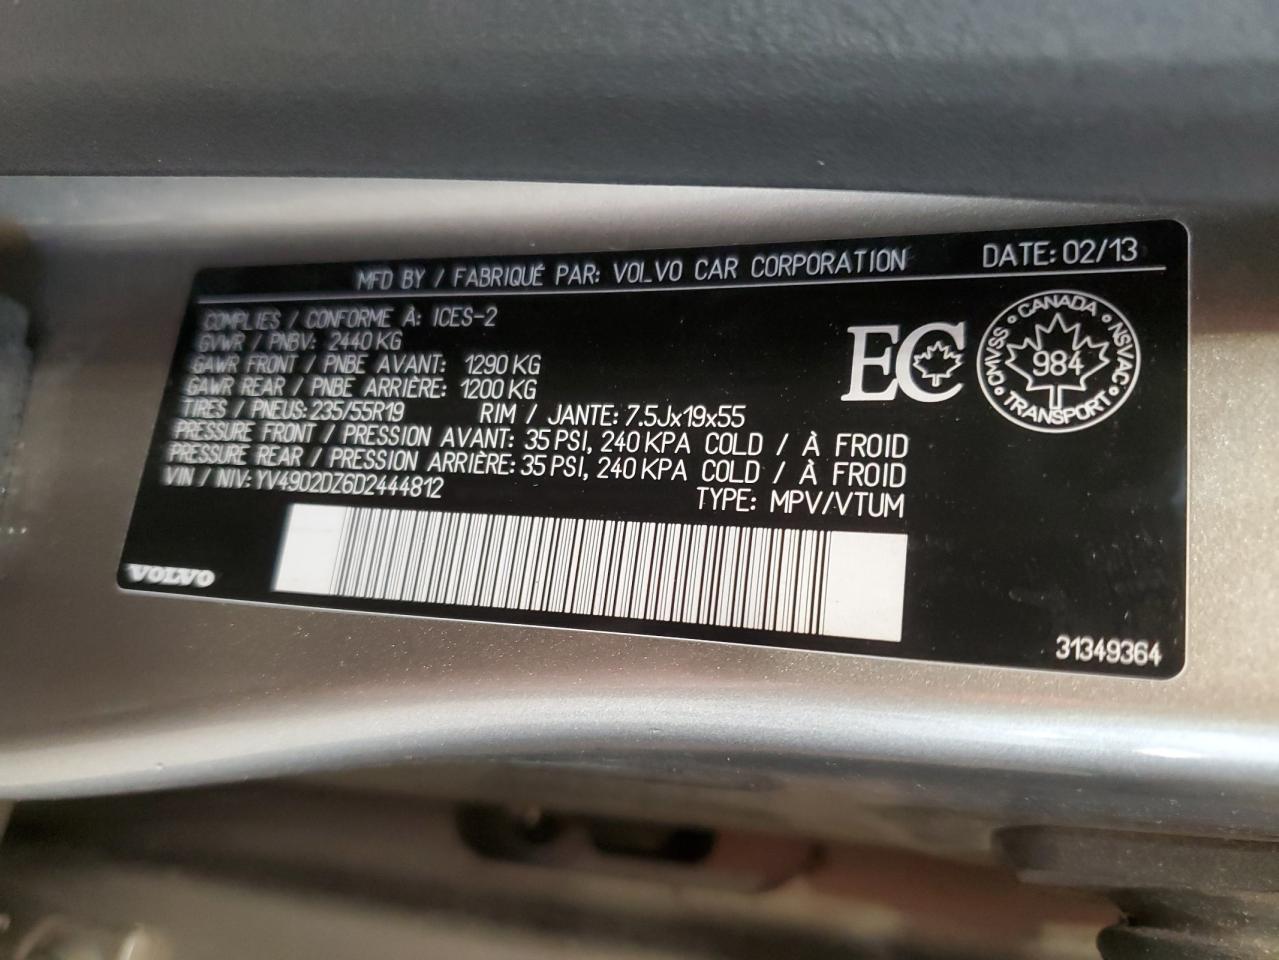 MFD BY / FABRIQUÉ PAR: VOLVO CAR CORPORATION DATE: 02/13
COMPLIES / CONFORME À: ICES-2
GVWR / PNBV: 2440 KG
GAWR FRONT / PNBE AVANT: 1290 KG
GAWR REAR / PNBE ARRIÈRE: 1200 KG
TIRES / PNEUS: 235/55R19 RIM / JANTE: 7.5Jx19x55
PRESSURE FRONT / PRESSION AVANT: 35 PSI, 240 KPA COLD / À FROID
PRESSURE REAR / PRESSION ARRIÈRE: 35 PSI, 240 KPA COLD / À FROID
VIN / NIV: YV4902DZ6D2444812 TYPE: MPV/VTUM
EC
CANADA
CMVSS
984
NSVAC
TRANSPORT
VOLVO
31349364